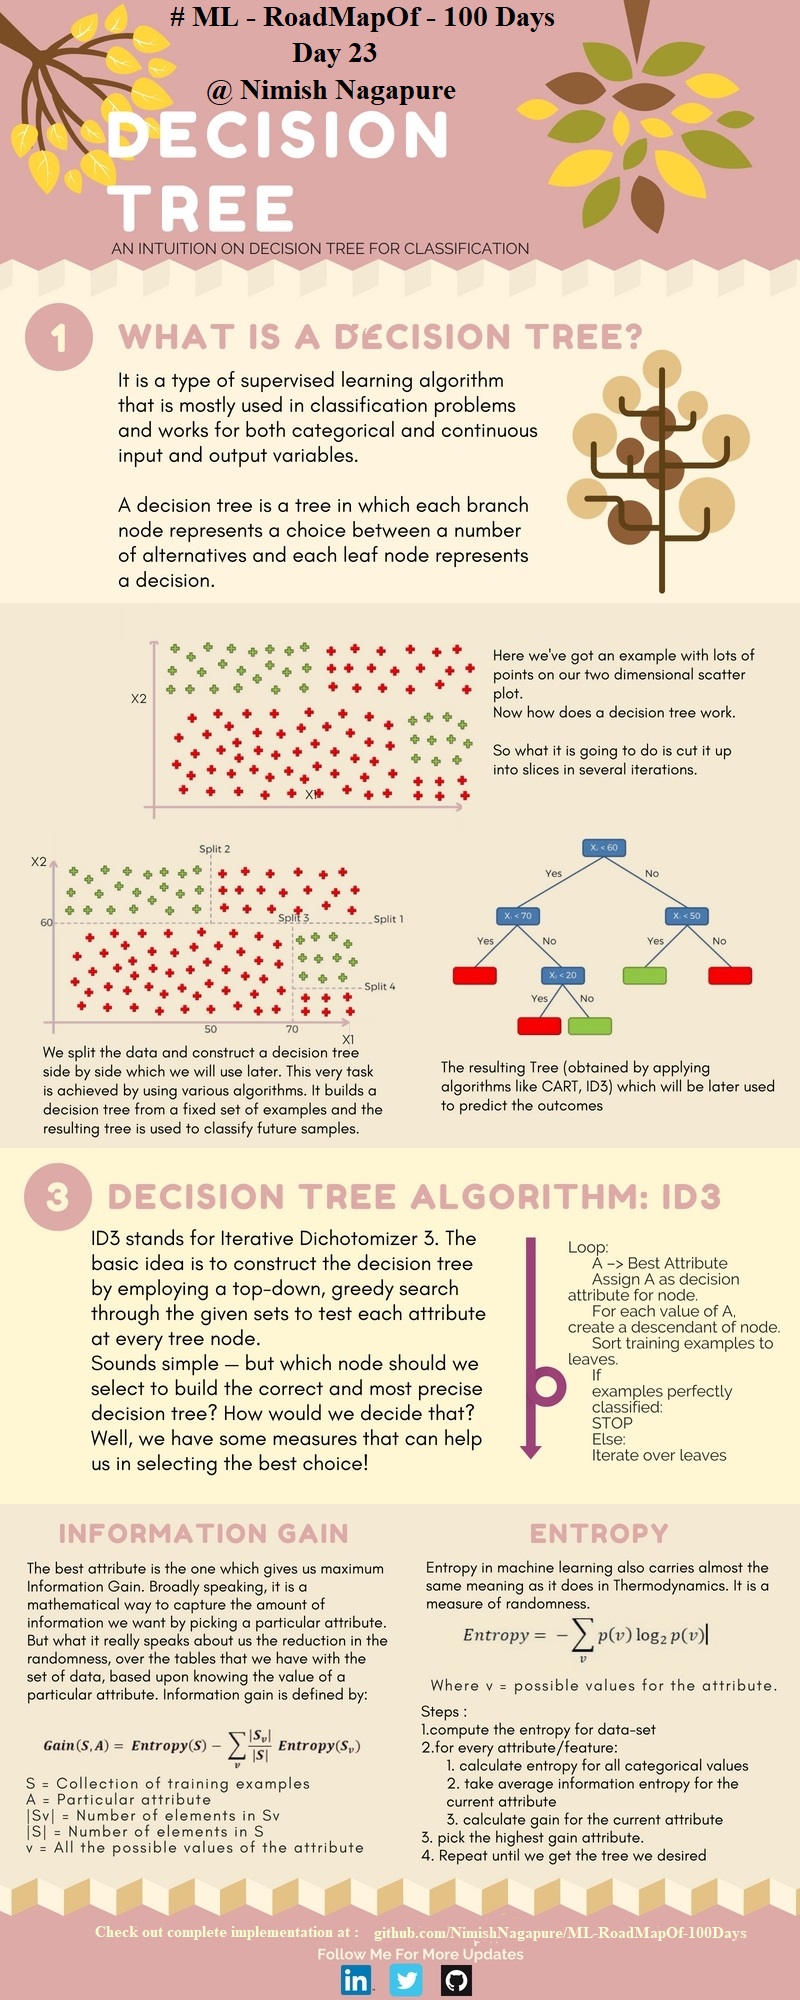 # ML - RoadMapOf - 100 Days
Day 23
@ Nimish Nagapure
DECISION
TREE
AN INTUITION ON DECISION TREE FOR CLASSIFICATION
1
WHAT IS A DECISION TREE?
It is a type of supervised learning algorithm
that is mostly used in classification problems
and works for both categorical and continuous
input and output variables.
A decision tree is a tree in which each branch
node represents a choice between a number
of alternatives and each leaf node represents
a decision.
X2
X1
Here we've got an example with lots of
points on our two dimensional scatter
plot.
Now how does a decision tree work.
So what it is going to do is cut it up
into slices in several iterations.
X2
Split 2
60
Split 3
Split 1
Split 4
50
70
X1
We split the data and construct a decision tree
side by side which we will use later. This very task
is achieved by using various algorithms. It builds a
decision tree from a fixed set of examples and the
resulting tree is used to classify future samples.
< 60
Yes
No
< 70
< 50
Yes
No
Yes
No
< 20
Yes
No
The resulting Tree (obtained by applying
algorithms like CART, ID3) which will be later used
to predict the outcomes
3
DECISION TREE ALGORITHM: ID3
ID3 stands for Iterative Dichotomizer 3. The
basic idea is to construct the decision tree
by employing a top-down, greedy search
through the given sets to test each attribute
at every tree node.
Sounds simple — but which node should we
select to build the correct and most precise
decision tree? How would we decide that?
Well, we have some measures that can help
us in selecting the best choice!
Loop:
A –> Best Attribute
Assign A as decision
attribute for node.
For each value of A,
create a descendant of node.
Sort training examples to
leaves.
If
examples perfectly
classified:
STOP
Else:
Iterate over leaves
INFORMATION GAIN
The best attribute is the one which gives us maximum
Information Gain. Broadly speaking, it is a
mathematical way to capture the amount of
information we want by picking a particular attribute.
But what it really speaks about us the reduction in the
randomness, over the tables that we have with the
set of data, based upon knowing the value of a
particular attribute. Information gain is defined by:
Gain(S,A) = Entropy(S) − ∑v |Sv|/|S| Entropy(Sv)
S = Collection of training examples
A = Particular attribute
|Sv| = Number of elements in Sv
|S| = Number of elements in S
v = All the possible values of the attribute
ENTROPY
Entropy in machine learning also carries almost the
same meaning as it does in Thermodynamics. It is a
measure of randomness.
Entropy = − ∑v p(v) log2 p(v)
Where v = possible values for the attribute.
Steps :
1.compute the entropy for data-set
2.for every attribute/feature:
1. calculate entropy for all categorical values
2. take average information entropy for the
current attribute
3. calculate gain for the current attribute
3. pick the highest gain attribute.
4. Repeat until we get the tree we desired
Check out complete implementation at : github.com/NimishNagapure/ML-RoadMapOf-100Days
Follow Me For More Updates
in